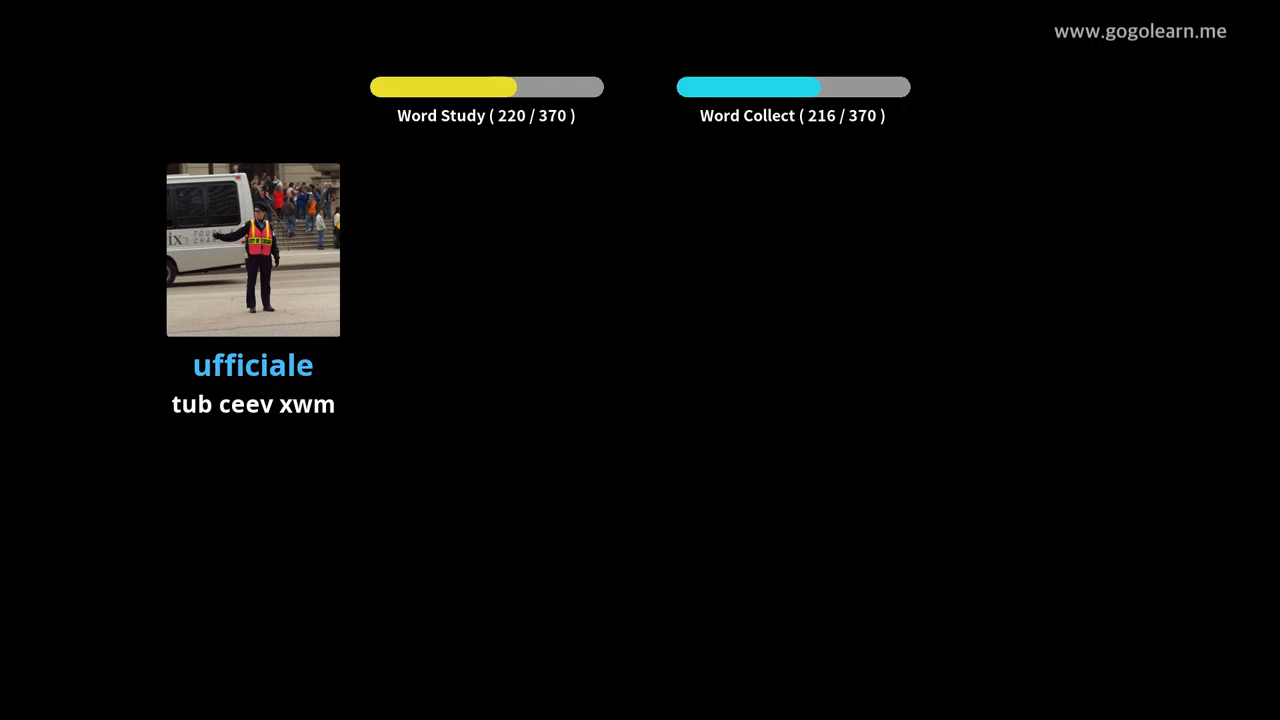 www.gogolearn.me
Word Study ( 220 / 370 )
Word Collect ( 216 / 370 )
ufficiale
tub ceev xwm